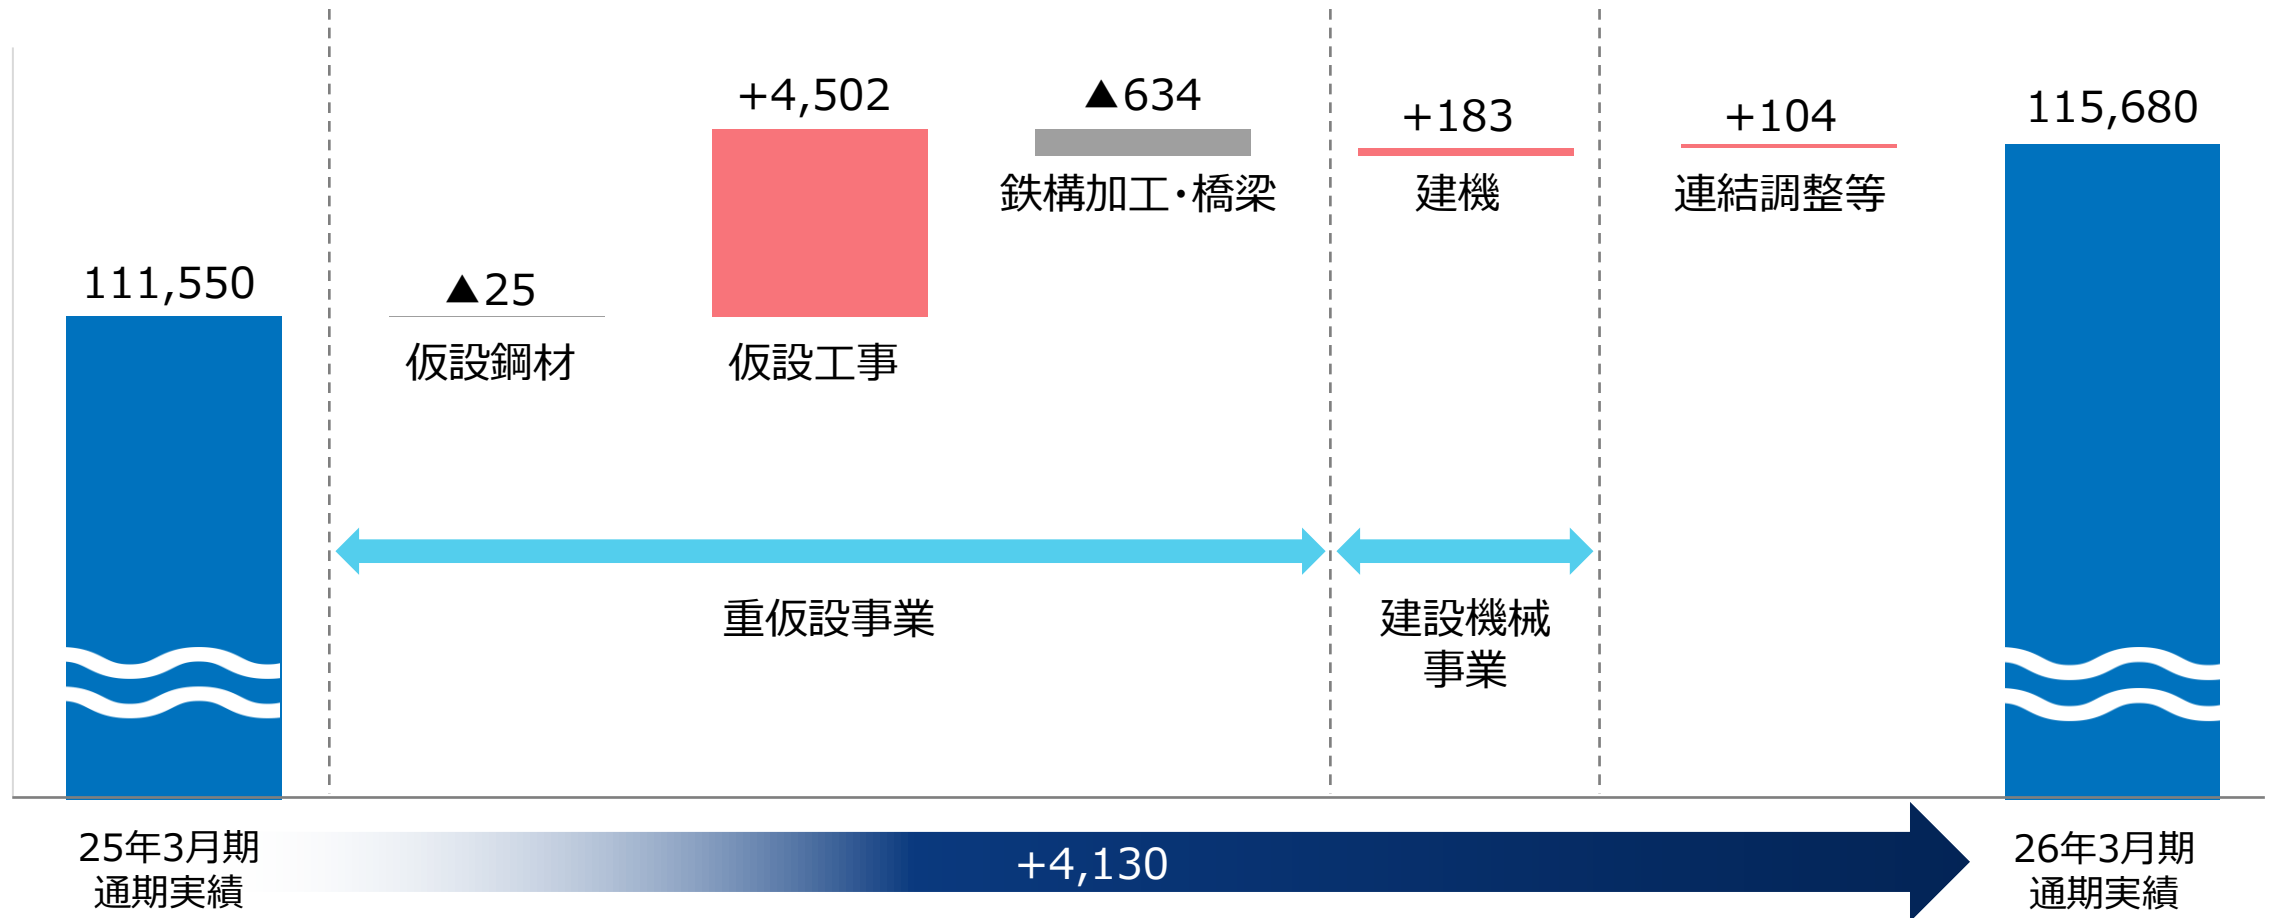 +4,502
▲634
+183
+104
115,680
鉄構加工・橋梁
建機
連結調整等
111,550
▲25
仮設鋼材
仮設工事
重仮設事業
建設機械
事業
25年3月期
通期実績
+4,130
26年3月期
通期実績